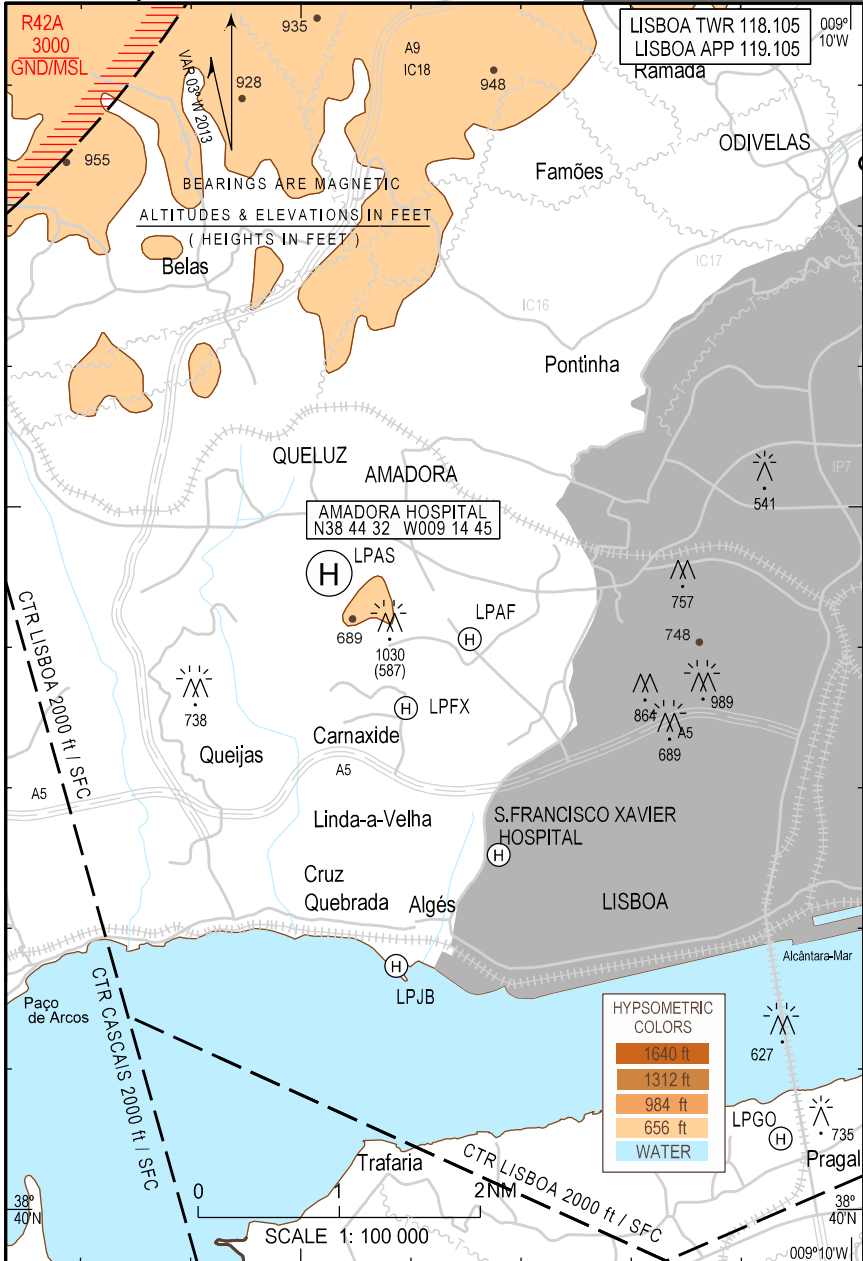 R42A
3000
GND/MSL
935
A9
IC18
LISBOA TWR 118.105
LISBOA APP 119.105
009°
10'W
Ramada
VAR 03° W 2013
928
948
955
ODIVELAS
Famões
BEARINGS ARE MAGNETIC
ALTITUDES & ELEVATIONS IN FEET
( HEIGHTS IN FEET )
Belas
IC17
IC16
Pontinha
QUELUZ
AMADORA
IP7
541
AMADORA HOSPITAL
N38 44 32 W009 14 45
H
LPAS
757
LPAF
H
689
1030
(587)
748
CTR LISBOA 2000 ft / SFC
738
H
LPFX
864
989
A5
689
Carnaxide
Queijas
A5
A5
Linda-a-Velha
S.FRANCISCO XAVIER
HOSPITAL
H
Cruz
Quebrada
Algés
LISBOA
Alcântara-Mar
H
LPJB
Paço
de Arcos
CTR CASCAIS 2000 ft / SFC
HYPSOMETRIC
COLORS
1640 ft
1312 ft
984 ft
656 ft
WATER
627
LPGO
H
735
Pragal
Trafaria
CTR LISBOA 2000 ft / SFC
38°
40'N
0 1 2NM
SCALE 1: 100 000
38°
40'N
009°10'W